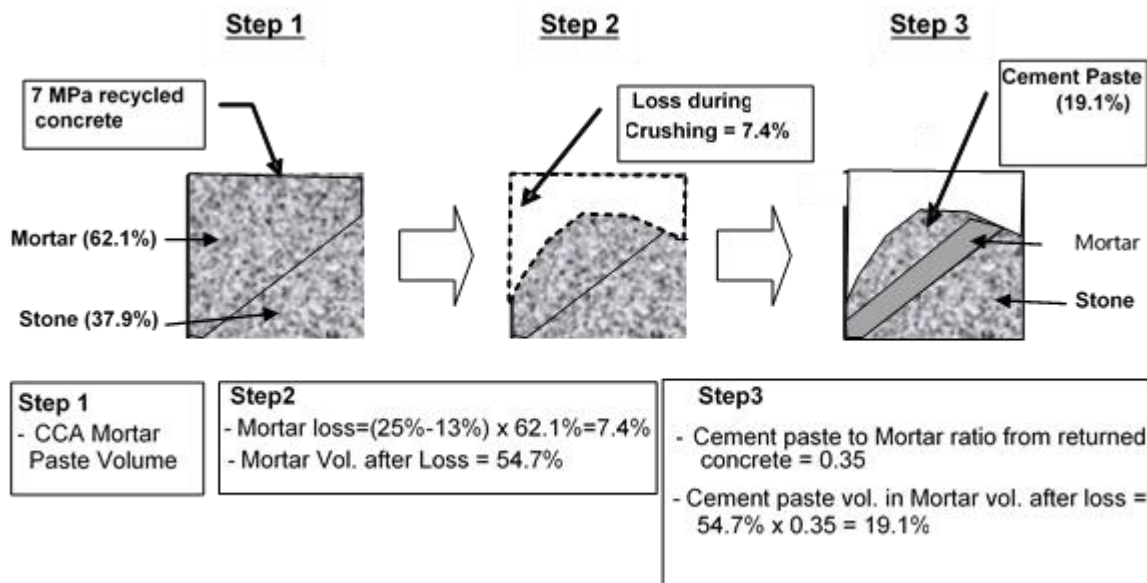 Step 1
Step 2
Step 3
7 MPa recycled
concrete
Loss during
Crushing = 7.4%
Cement Paste
(19.1%)
Mortar (62.1%)
Stone (37.9%)
Mortar
Stone
Step 1
- CCA Mortar
Paste Volume
Step2
- Mortar loss=(25%-13%) x 62.1%=7.4%
- Mortar Vol. after Loss = 54.7%
Step3
- Cement paste to Mortar ratio from returned
concrete = 0.35
- Cement paste vol. in Mortar vol. after loss =
54.7% x 0.35 = 19.1%